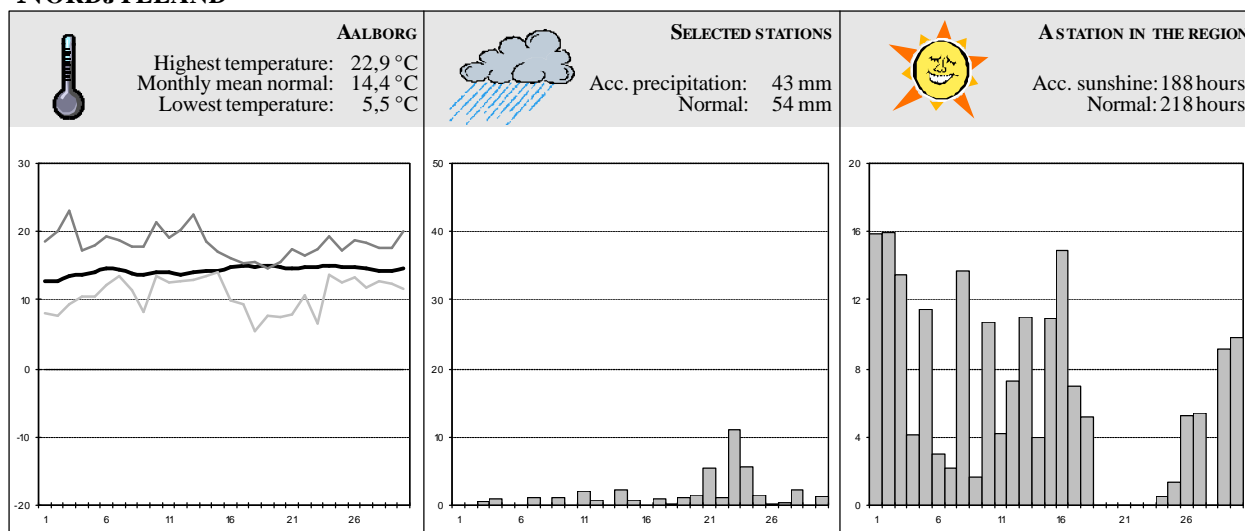 AALBORG
Highest temperature: 22,9 °C
Monthly mean normal: 14,4 °C
Lowest temperature: 5,5 °C
SELECTED STATIONS
Acc. precipitation: 43 mm
Normal: 54 mm
A STATION IN THE REGION
Acc. sunshine: 188 hours
Normal: 218 hours
30
20
10
0
-10
-20
1 6 11 16 21 26
50
40
30
20
10
0
1 6 11 16 21 26
20
16
12
8
4
0
1 6 11 16 21 26